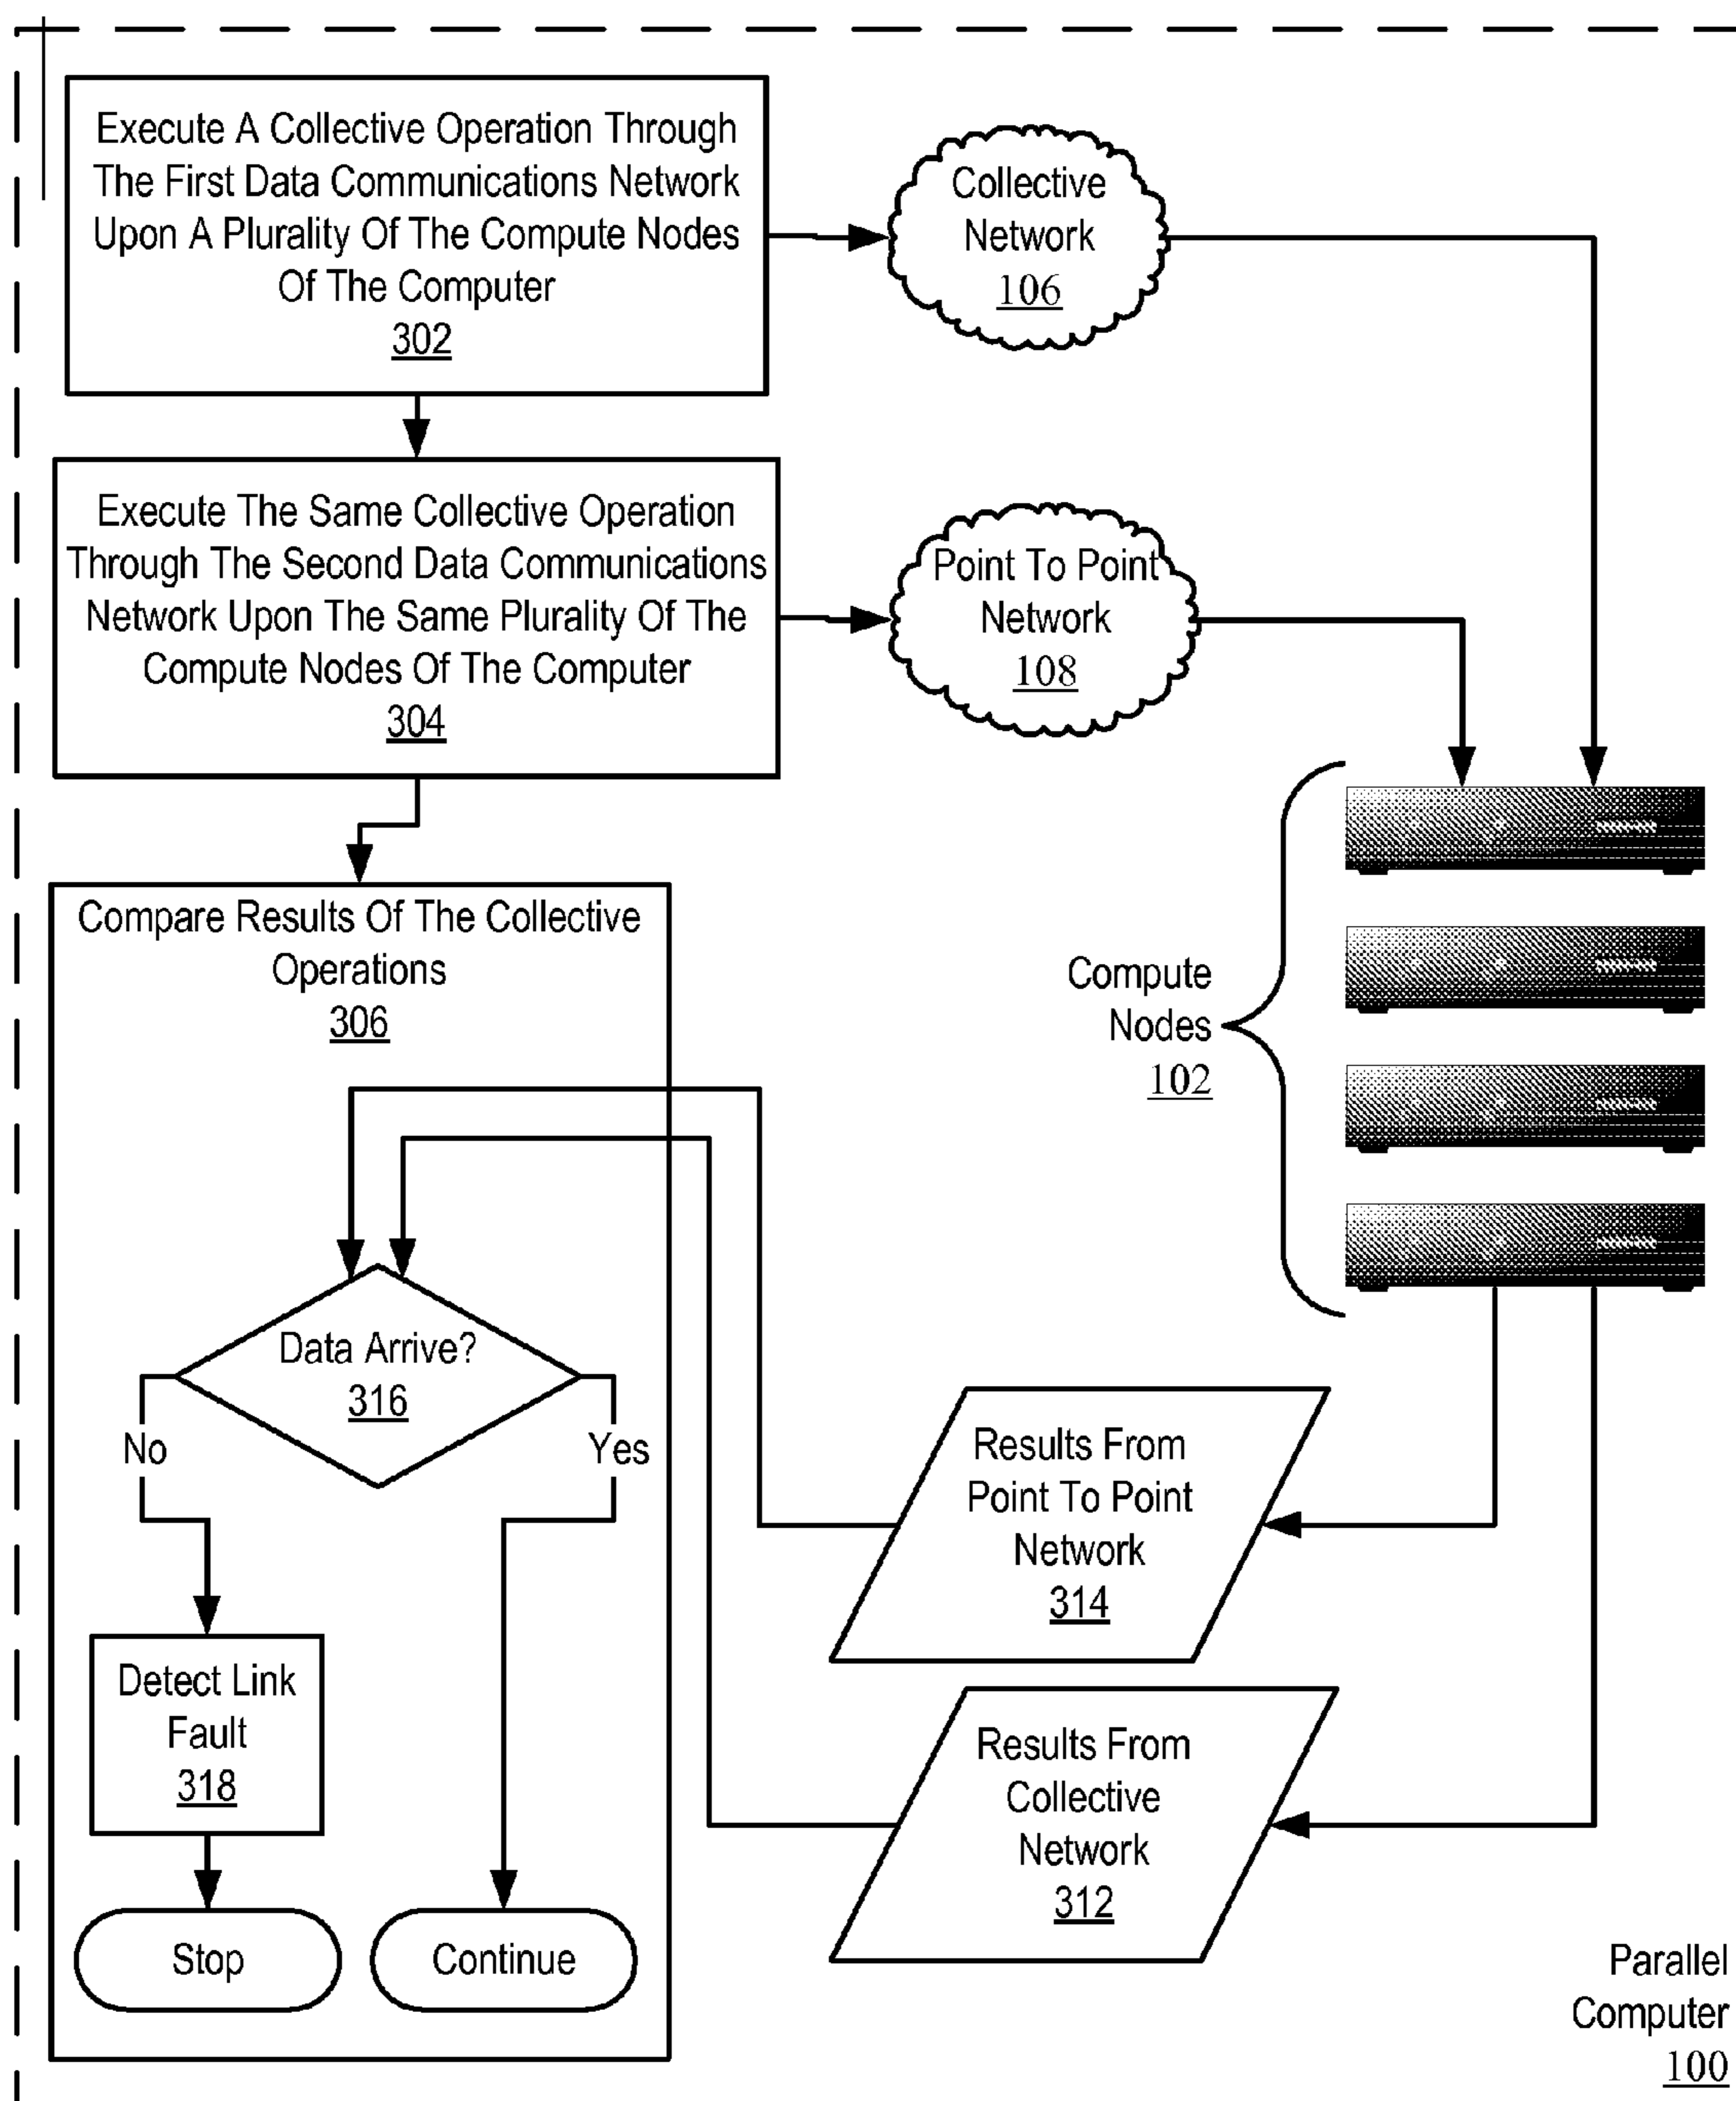 Execute A Collective Operation Through
The First Data Communications Network
Upon A Plurality Of The Compute Nodes
Of The Computer
302
Collective
Network
106
Execute The Same Collective Operation
Through The Second Data Communications
Network Upon The Same Plurality Of The
Compute Nodes Of The Computer
304
Point To Point
Network
108
Compare Results Of The Collective
Operations
306
Compute
Nodes
102
Data Arrive?
316
No
Yes
Results From
Point To Point
Network
314
Detect Link
Fault
318
Results From
Collective
Network
312
Stop
Continue
Parallel
Computer
100